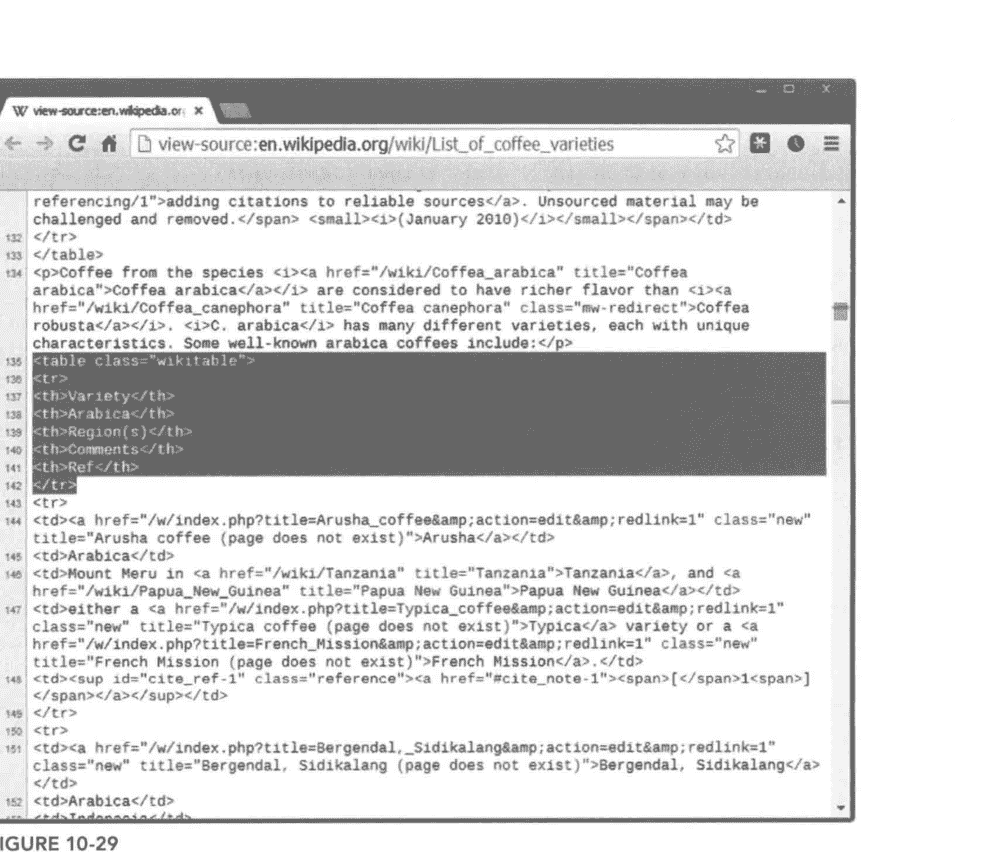 view-source:en.wikipedia.or
view-source:en.wikipedia.org/wiki/List_of_coffee_varieties
referencing/1">adding citations to reliable sources</a>. Unsourced material may be
challenged and removed.</span> <small><i>(January 2010)</i></small></span></td>
132 </tr>
133 </table>
134 <p>Coffee from the species <i><a href="/wiki/Coffea_arabica" title="Coffea
arabica">Coffea arabica</a></i> are considered to have richer flavor than <i><a
href="/wiki/Coffea_canephora" title="Coffea canephora" class="mw-redirect">Coffea
robusta</a></i>. <i>C. arabica</i> has many different varieties, each with unique
characteristics. Some well-known arabica coffees include:</p>
135 <table class="wikitable">
136 <tr>
137 <th>Variety</th>
138 <th>Arabica</th>
139 <th>Region(s)</th>
140 <th>Comments</th>
141 <th>Ref</th>
142 </tr>
143 <tr>
144 <td><a href="/w/index.php?title=Arusha_coffee&amp;action=edit&amp;redlink=1" class="new"
title="Arusha coffee (page does not exist)">Arusha</a></td>
145 <td>Arabica</td>
146 <td>Mount Meru in <a href="/wiki/Tanzania" title="Tanzania">Tanzania</a>, and <a
href="/wiki/Papua_New_Guinea" title="Papua New Guinea">Papua New Guinea</a></td>
147 <td>either a <a href="/w/index.php?title=Typica_coffee&amp;action=edit&amp;redlink=1"
class="new" title="Typica coffee (page does not exist)">Typica</a> variety or a <a
href="/w/index.php?title=French_Mission&amp;action=edit&amp;redlink=1" class="new"
title="French Mission (page does not exist)">French Mission</a>.</td>
148 <td><sup id="cite_ref-1" class="reference"><a href="#cite_note-1"><span>[</span>1<span>]
</span></a></sup></td>
149 </tr>
150 <tr>
151 <td><a href="/w/index.php?title=Bergendal,_Sidikalang&amp;action=edit&amp;redlink=1"
class="new" title="Bergendal, Sidikalang (page does not exist)">Bergendal, Sidikalang</a>
</td>
152 <td>Arabica</td>
<td>Indonesia</td>
IGURE 10-29